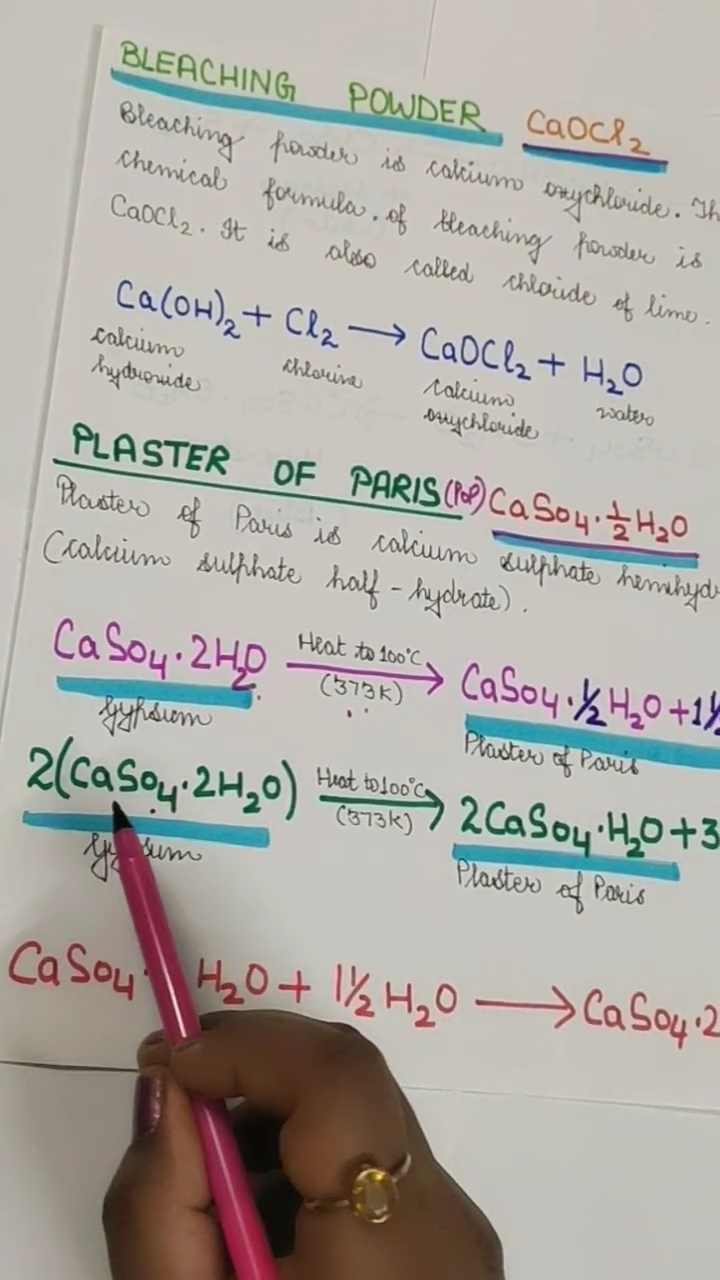 BLEACHING POWDER CaOCl₂
Bleaching powder is calcium oxychloride. Th
chemical formula of bleaching powder is
CaOCl₂. It is also called chloride of lime.
Ca(OH)₂ + Cl₂ → CaOCl₂ + H₂O
calcium hydroxide chlorine calcium oxychloride water
PLASTER OF PARIS (POP) CaSo₄·½H₂O
Plaster of Paris is calcium sulphate hemihyd
(calcium sulphate half-hydrate).
CaSo₄·2H₂O Heat to 100°C (373K) → CaSo₄·½H₂O + 1½
Gypsum Plaster of Paris
2(CaSo₄·2H₂O) Heat to 100°C (373K) → 2CaSo₄·H₂O + 3
Gypsum Plaster of Paris
CaSo₄· H₂O + 1½ H₂O → CaSo₄·2